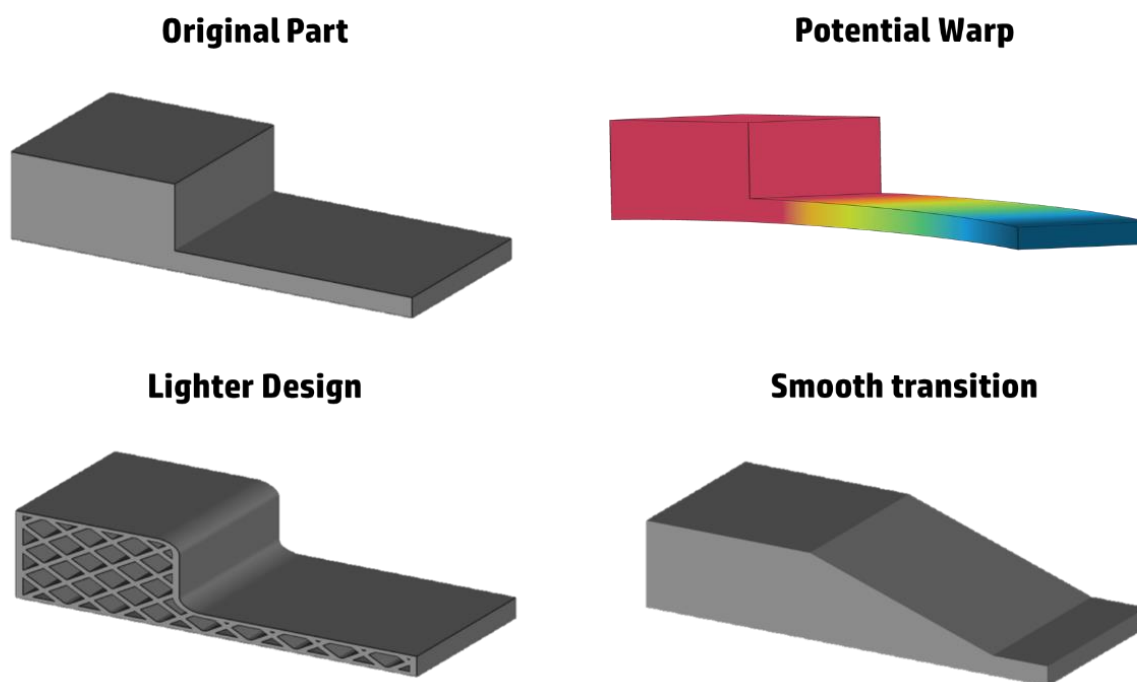 Original Part
Potential Warp
Lighter Design
Smooth transition